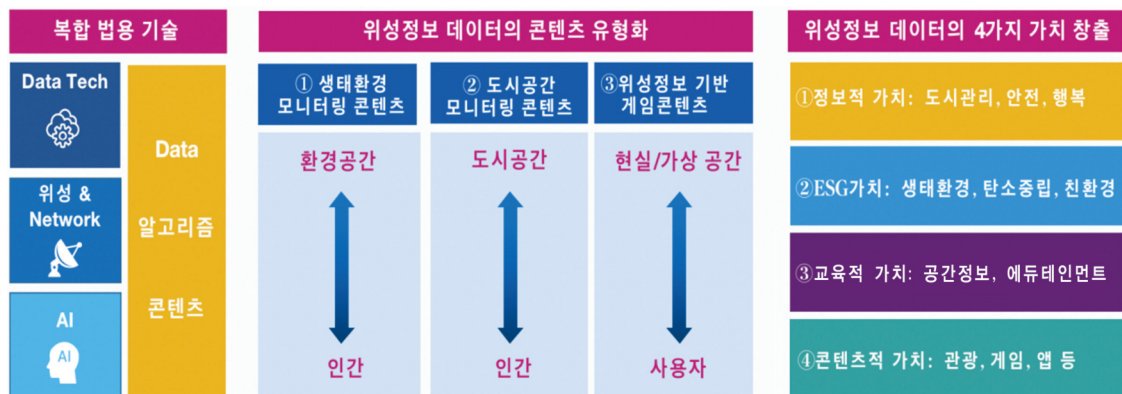 복합 법용 기술
Data Tech
위성 &
Network
AI
AI
Data
알고리즘
콘텐츠
위성정보 데이터의 콘텐츠 유형화
① 생태환경
모니터링 콘텐츠
환경공간
인간
② 도시공간
모니터링 콘텐츠
도시공간
인간
③위성정보 기반
게임콘텐츠
현실/가상 공간
사용자
위성정보 데이터의 4가지 가치 창출
①정보적 가치: 도시관리, 안전, 행복
②ESG가치: 생태환경, 탄소중립, 친환경
③교육적 가치: 공간정보, 에듀테인먼트
④콘텐츠적 가치: 관광, 게임, 앱 등